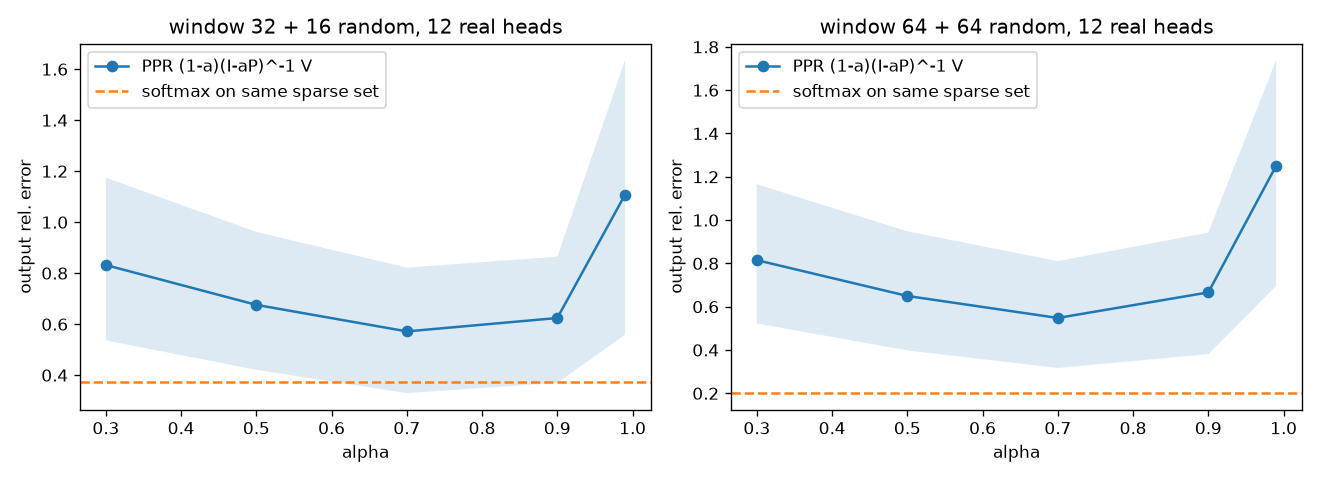 window 32 + 16 random, 12 real heads
PPR (1-a)(I-aP)^-1 V
softmax on same sparse set
output rel. error
1.6
1.4
1.2
1.0
0.8
0.6
0.4
0.3 0.4 0.5 0.6 0.7 0.8 0.9 1.0
alpha
window 64 + 64 random, 12 real heads
PPR (1-a)(I-aP)^-1 V
softmax on same sparse set
output rel. error
1.8
1.6
1.4
1.2
1.0
0.8
0.6
0.4
0.2
0.3 0.4 0.5 0.6 0.7 0.8 0.9 1.0
alpha